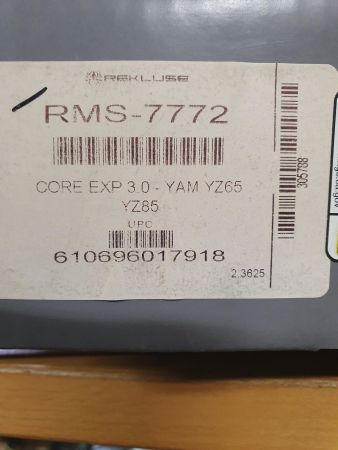 REKLUSE
RMS-7772
CORE EXP 3.0 - YAM YZ65
YZ85
UPC
610696017918
2.3625
305788